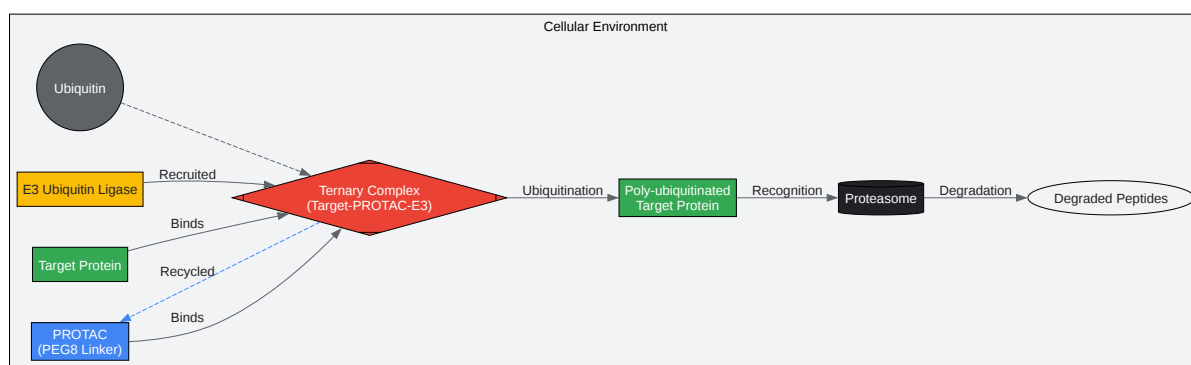 Cellular Environment
Ubiquitin
E3 Ubiquitin Ligase
Recruited
Ternary Complex
(Target-PROTAC-E3)
Ubiquitination
Poly-ubiquitinated
Target Protein
Recognition
Proteasome
Degradation
Degraded Peptides
Binds
Target Protein
Recycled
Binds
PROTAC
(PEG8 Linker)